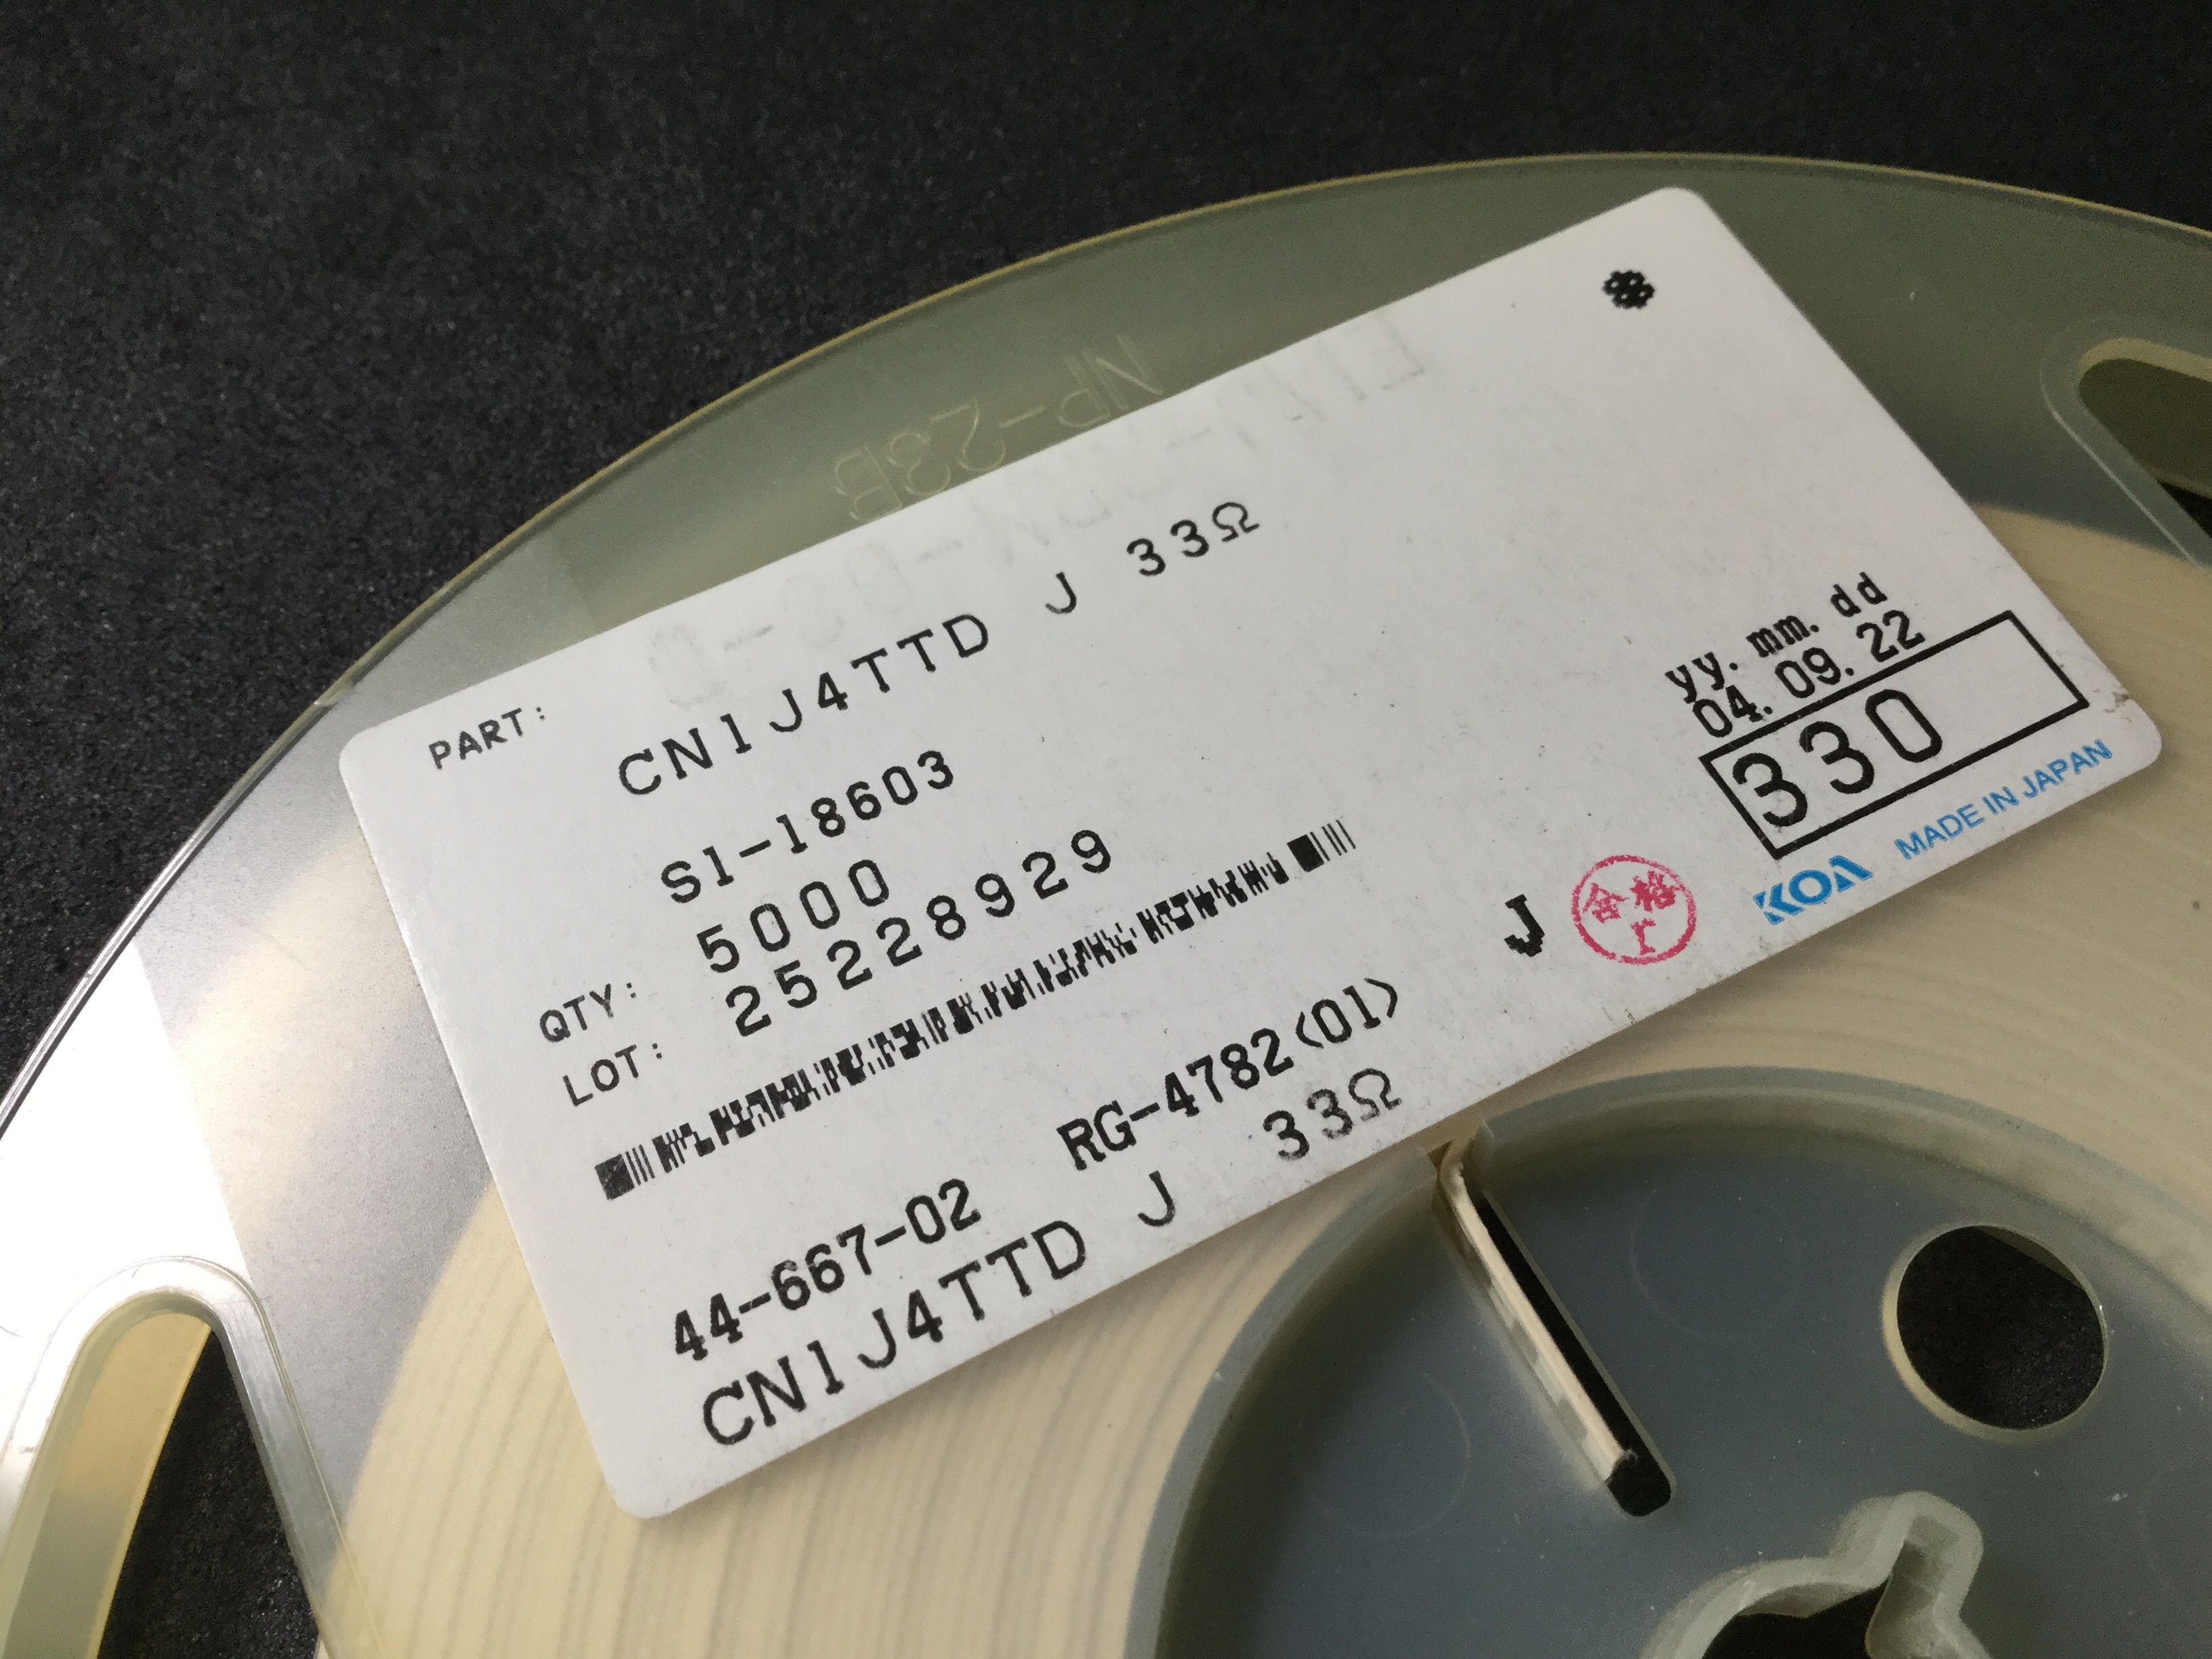 NP-23B
PART: CN1J4TTD J 33Ω
S1-18603
QTY: 5000
LOT: 25228929
yy. mm. dd
04. 09. 22
330
J
合格
KOA MADE IN JAPAN
44-667-02 RG-4782<01>
CN1J4TTD J 33Ω